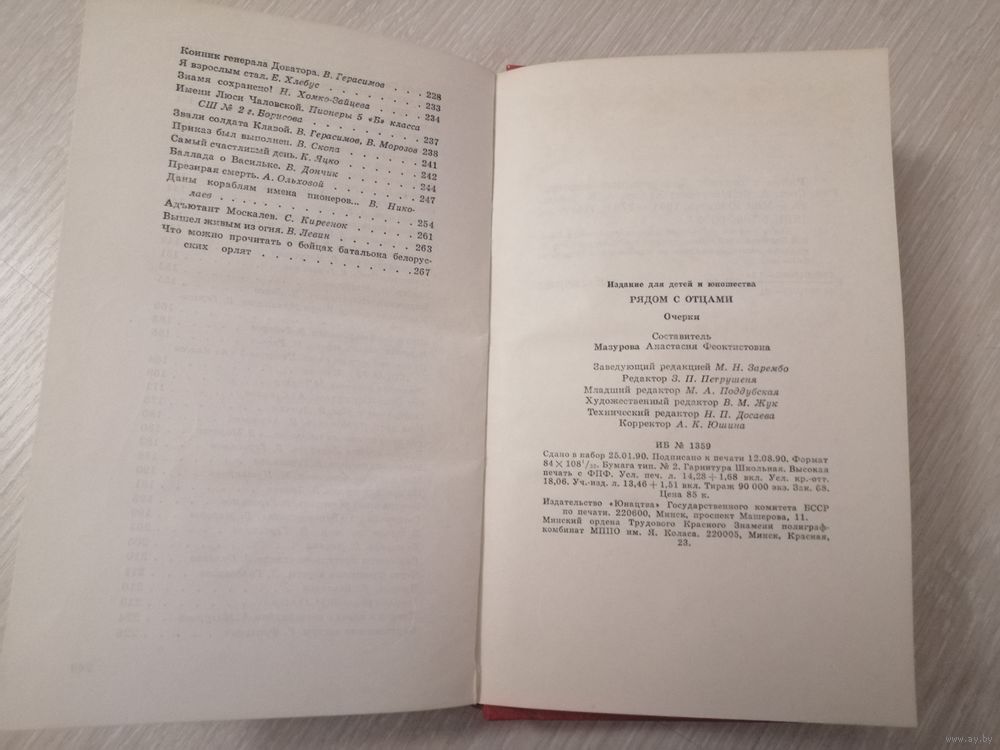 Конник генерала Доватора. В. Герасимов . . . 228
Я взрослым стал. Е. Хлебус . . . . . . . 233
Знамя сохранено! Н. Хомко-Зайцева . . . . 234
Имени Люси Чаловской. Пионеры 5 «Б» класса
СШ № 2 г. Борисова . . . . . . . . 237
Звали солдата Клавой. В. Герасимов, В. Морозов 238
Приказ был выполнен. В. Скопа . . . . . . 241
Самый счастливый день. К. Яцко . . . . . 242
Баллада о Васильке. В. Дончик . . . . . . 244
Презирая смерть. А. Ольховой . . . . . . 247
Даны кораблям имена пионеров... В. Нико-
лаев . . . . . . . . . . . . . . 254
Адъютант Москалев. С. Киреенок . . . . . 261
Вышел живым из огня. В. Левин . . . . . . 263
Что можно прочитать о бойцах батальона белорус-
ских орлят . . . . . . . . . . . . 267
Издание для детей и юношества
РЯДОМ С ОТЦАМИ
Очерки
Составитель
Мазурова Анастасия Феоктистовна
Заведующий редакцией М. Н. Зарембо
Редактор З. П. Петрушеня
Младший редактор М. А. Поддубская
Художественный редактор В. М. Жук
Технический редактор Н. П. Досаева
Корректор А. К. Юшина
ИБ № 1359
Сдано в набор 25.01.90. Подписано к печати 12.08.90. Формат
84×108¹/₃₂. Бумага тип. № 2. Гарнитура Школьная. Высокая
печать с ФПФ. Усл. печ. л. 14,28+1,68 вкл. Усл. кр.-отт.
18,06. Уч.-изд. л. 13,46+1,51 вкл. Тираж 90 000 экз. Зак. 68.
Цена 85 к.
Издательство «Юнацтва» Государственного комитета БССР
по печати. 220600, Минск, проспект Машерова, 11.
Минский ордена Трудового Красного Знамени полиграф-
комбинат МППО им. Я. Коласа. 220005, Минск, Красная,
23.
www.ay.by